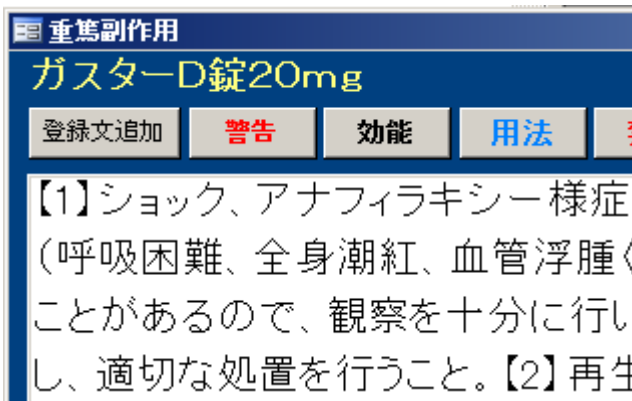 重篤副作用
ガスターD錠20mg
登録文追加 警告 効能 用法
【1】ショック、アナフィラキシー様症
（呼吸困難、全身潮紅、血管浮腫
ことがあるので、観察を十分に行い
し、適切な処置を行うこと。【2】再生